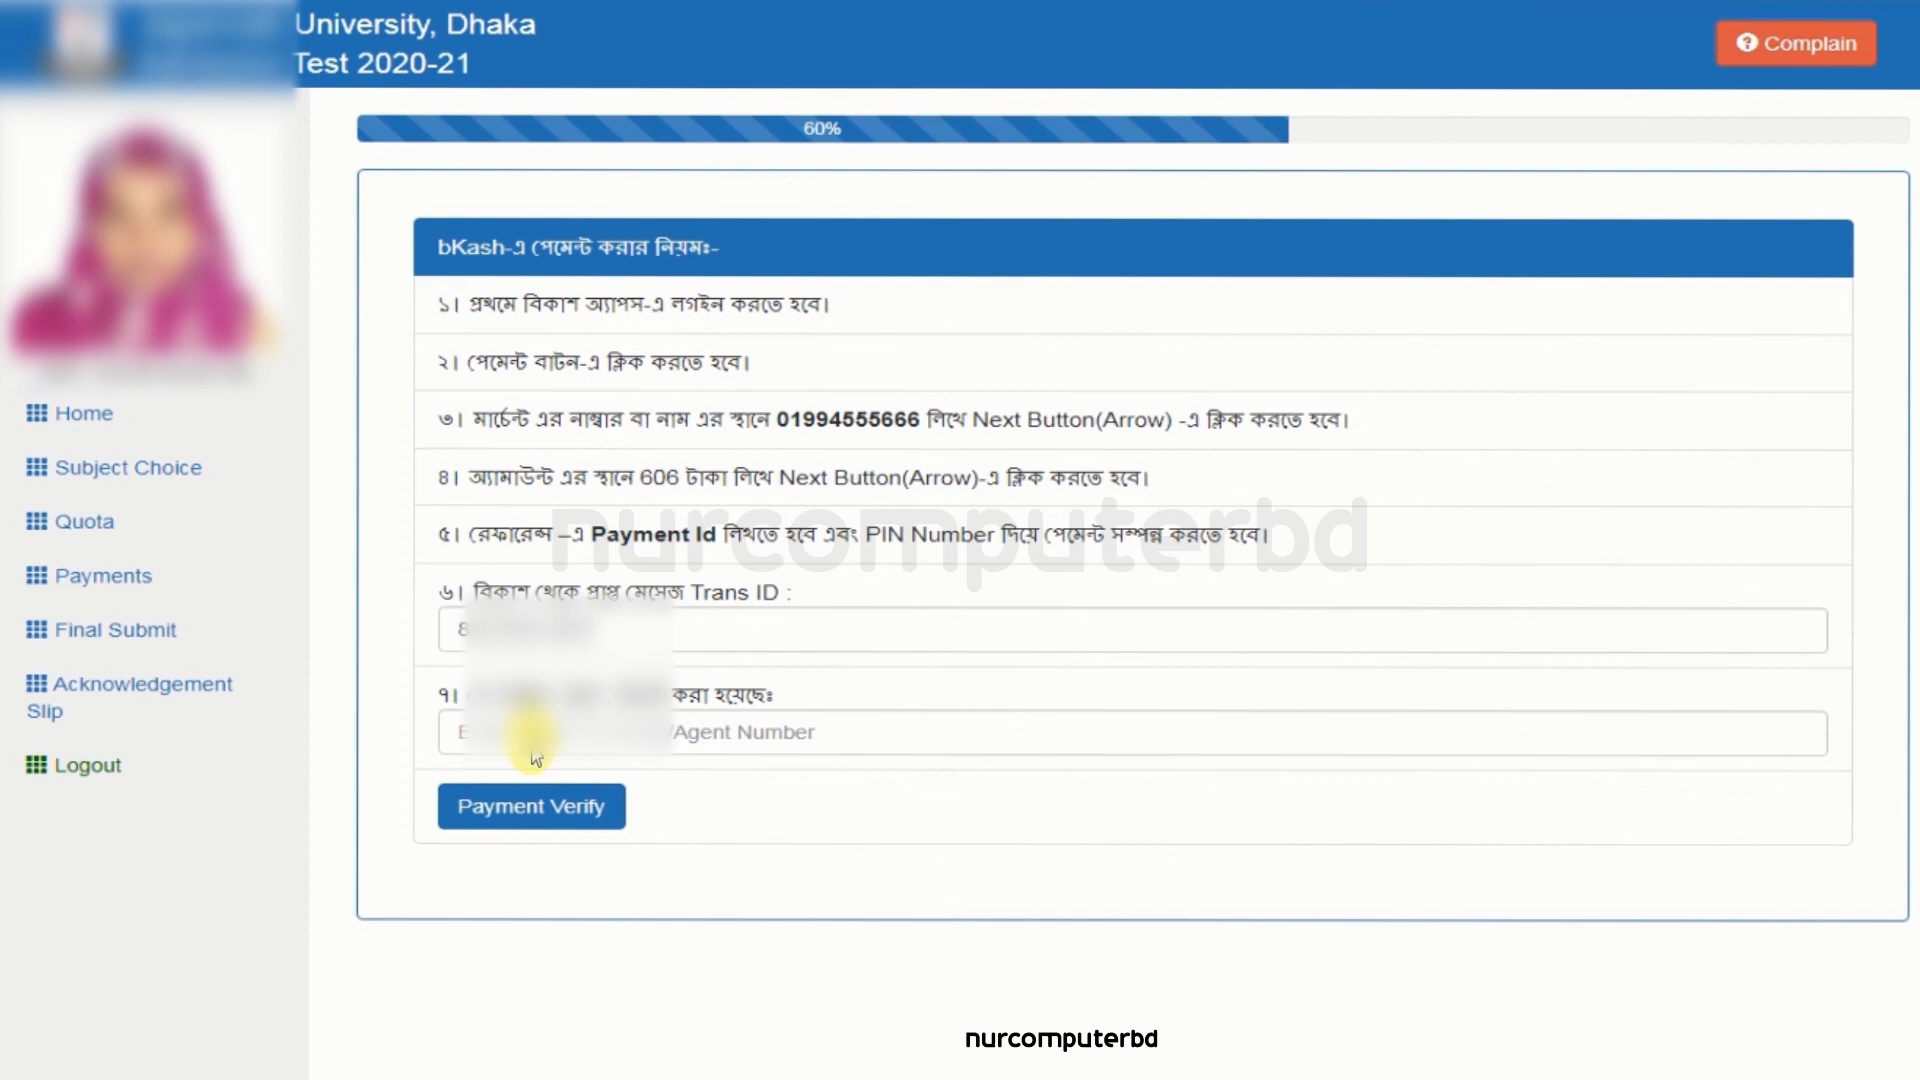 University, Dhaka
Test 2020-21
Complain
60%
bKash-এ পেমেন্ট করার নিয়মঃ-
১। প্রথমে বিকাশ অ্যাপস-এ লগইন করতে হবে।
২। পেমেন্ট বাটন-এ ক্লিক করতে হবে।
৩। মার্চেন্ট এর নাম্বার বা নাম এর স্থানে 01994555666 লিখে Next Button(Arrow) -এ ক্লিক করতে হবে।
৪। অ্যামাউন্ট এর স্থানে 606 টাকা লিখে Next Button(Arrow)-এ ক্লিক করতে হবে।
৫। রেফারেন্স –এ Payment Id লিখতে হবে এবং PIN Number দিয়ে পেমেন্ট সম্পন্ন করতে হবে।
৬। বিকাশ থেকে প্রাপ্ত মেসেজ Trans ID :
8
৭। করা হয়েছেঃ
/Agent Number
Payment Verify
Home
Subject Choice
Quota
Payments
Final Submit
Acknowledgement
Slip
Logout
nurcomputerbd
nurcomputerbd